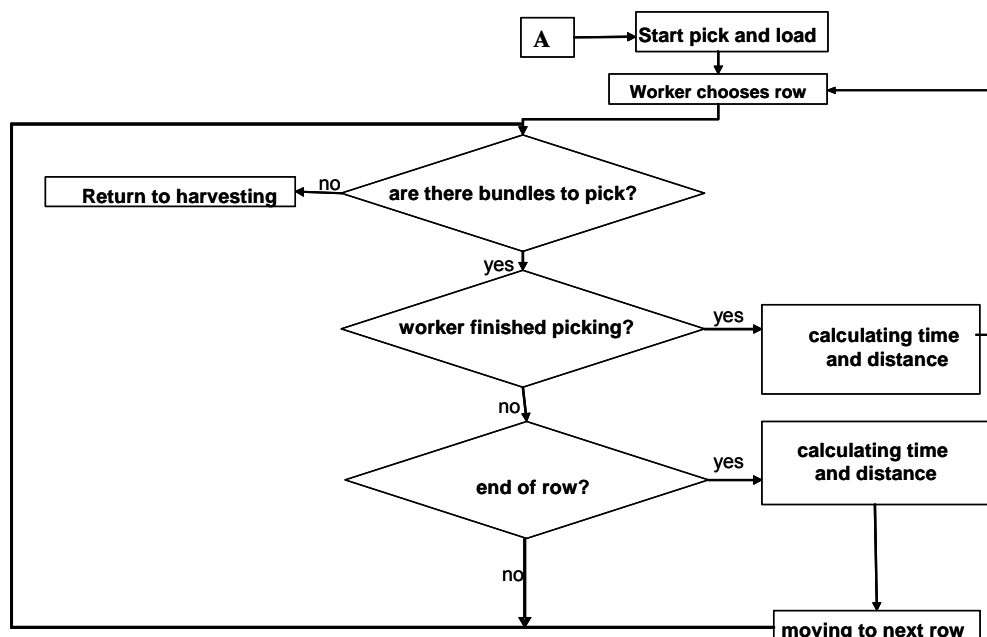 A
Start pick and load
Worker chooses row
are there bundles to pick?
no
Return to harvesting
yes
worker finished picking?
yes
calculating time
and distance
no
end of row?
yes
calculating time
and distance
no
moving to next row